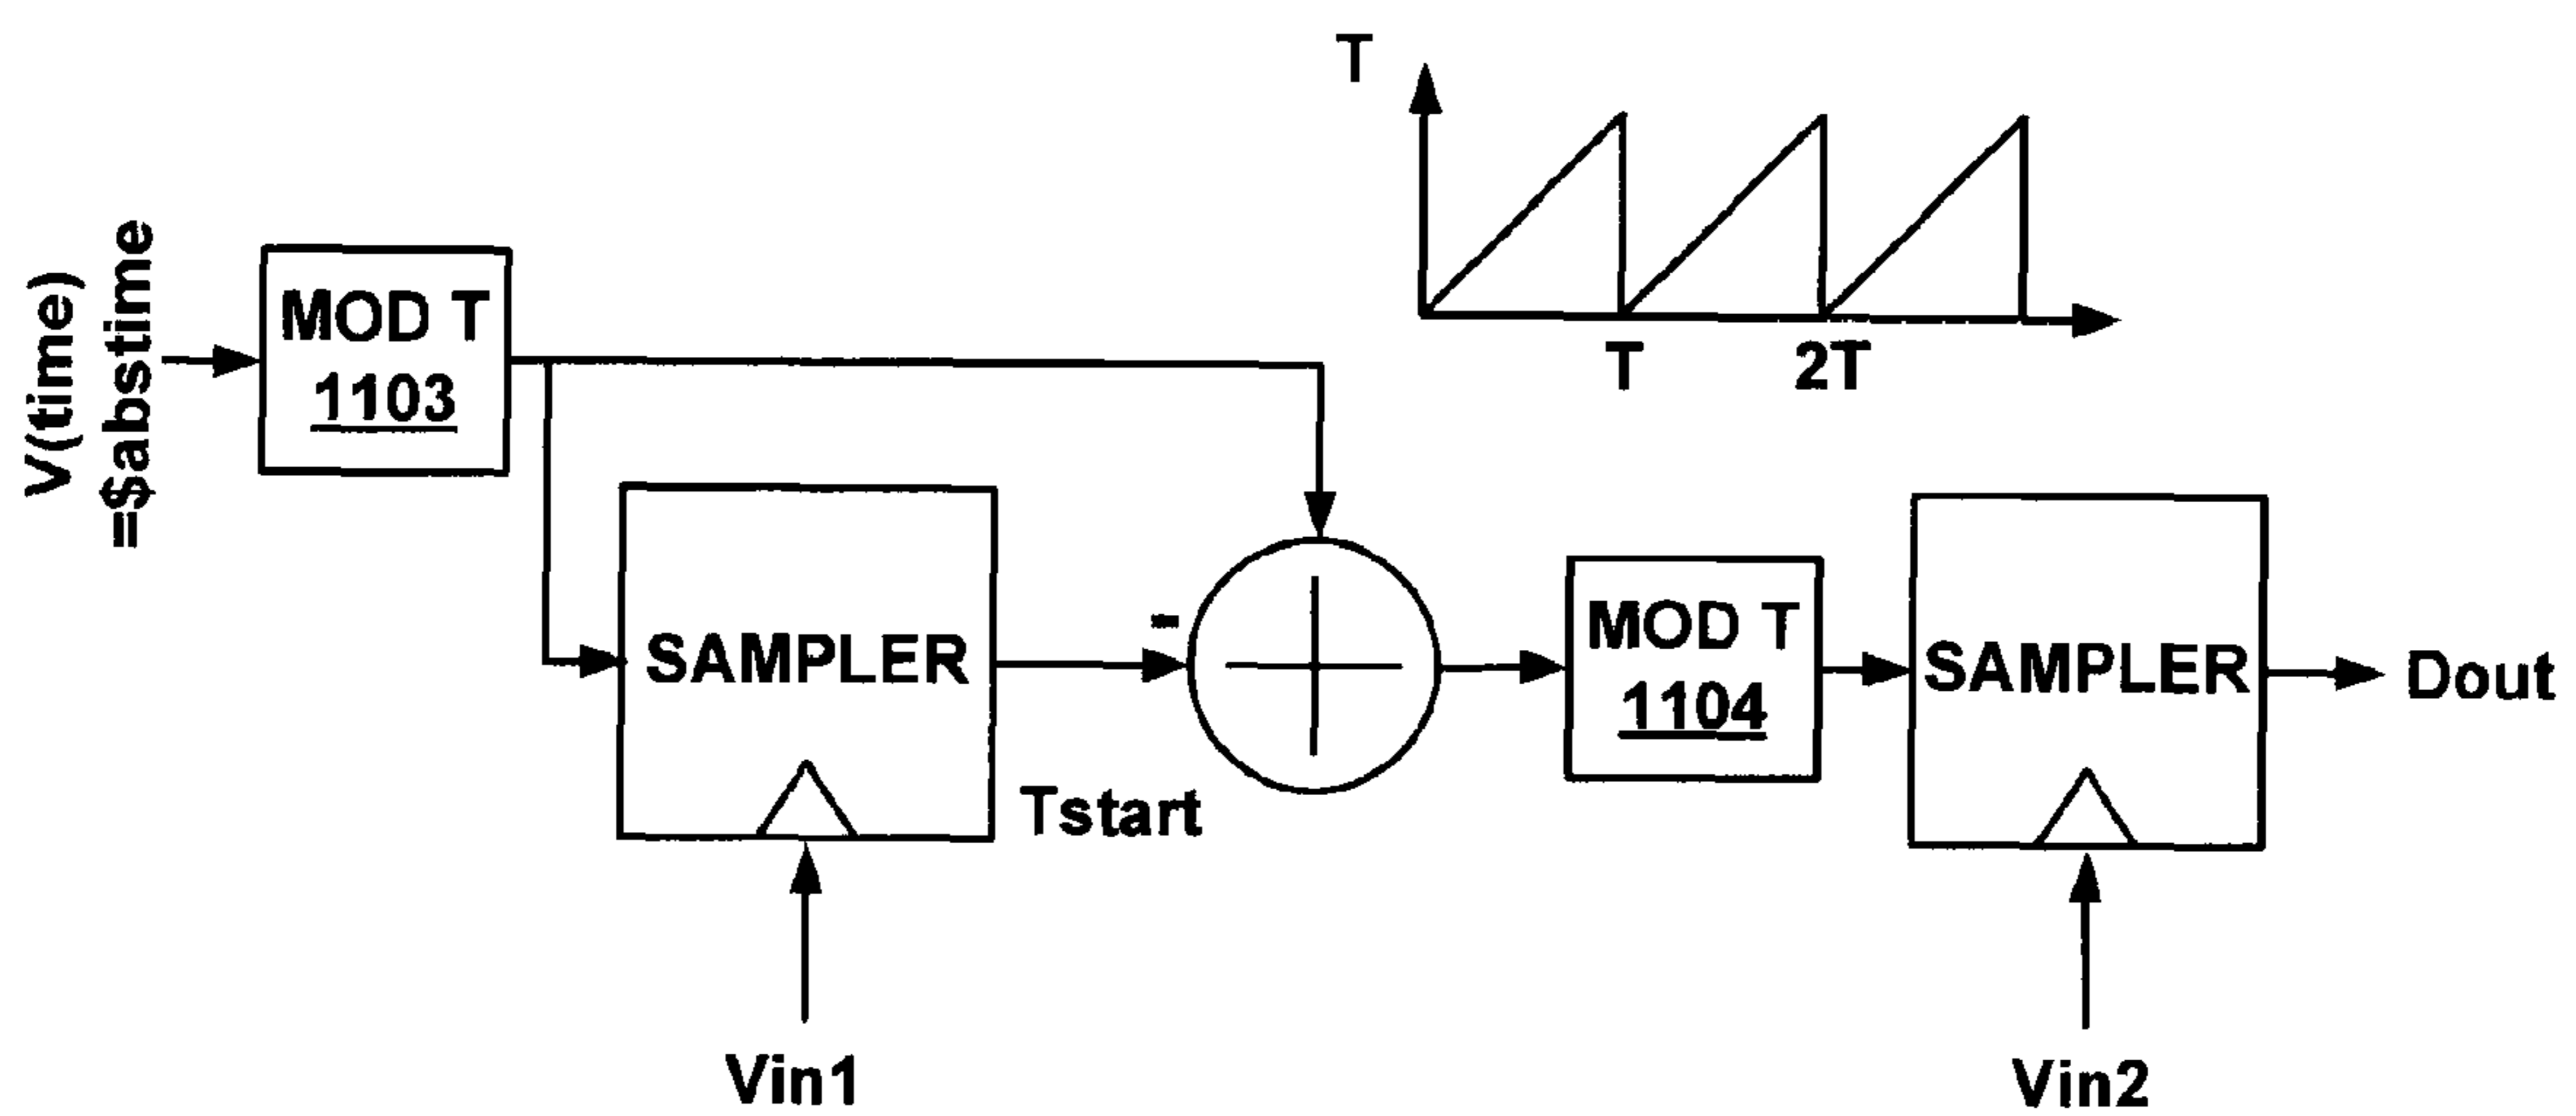 T
T
2T
V(time)
=$abstime
MOD T
1103
SAMPLER
Tstart
-
MOD T
1104
SAMPLER
Dout
Vin1
Vin2